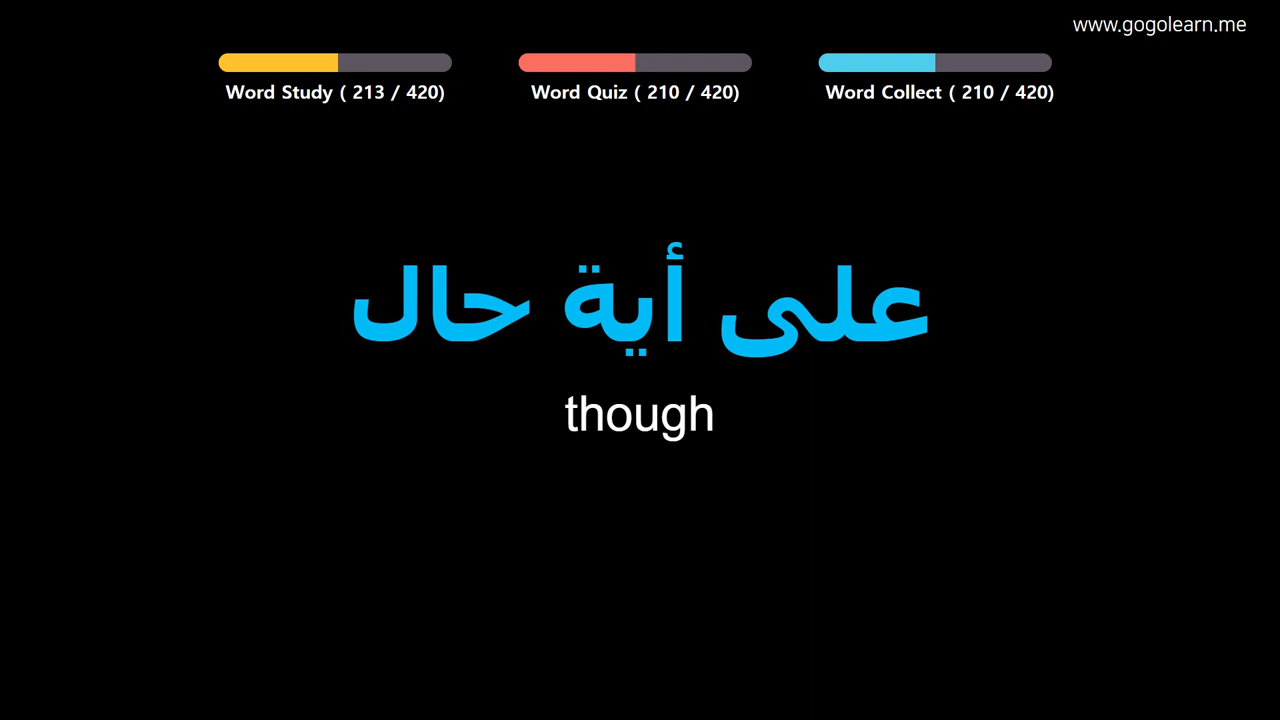 www.gogolearn.me
Word Study ( 213 / 420) Word Quiz ( 210 / 420) Word Collect ( 210 / 420)
على أية حال
though